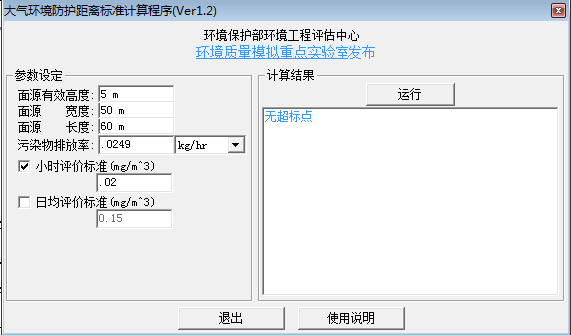 大气环境防护距离标准计算程序(Ver1.2)
环境保护部环境工程评估中心
环境质量模拟重点实验室发布
参数设定
面源有效高度: 5 m
面源 宽度: 50 m
面源 长度: 60 m
污染物排放率: .0249 kg/hr
小时评价标准(mg/m^3)
.02
日均评价标准(mg/m^3)
0.15
计算结果
运行
无超标点
退出
使用说明